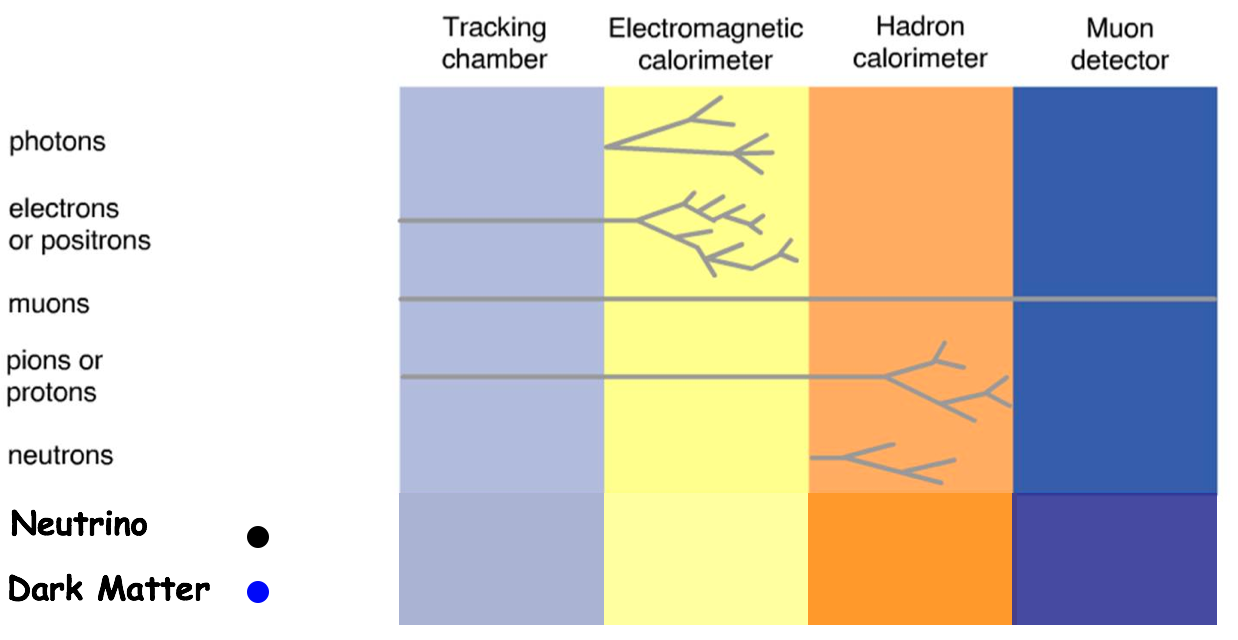 Tracking
chamber
Electromagnetic
calorimeter
Hadron
calorimeter
Muon
detector
photons
electrons
or positrons
muons
pions or
protons
neutrons
Neutrino
Dark Matter